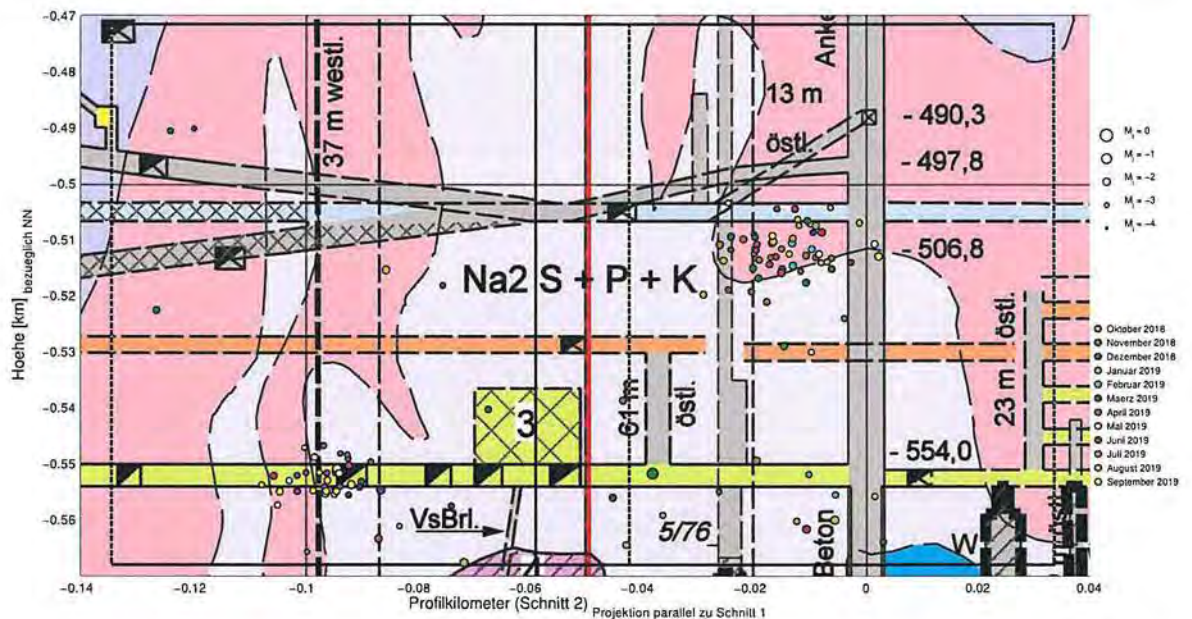 -0.47
-0.48
-0.49
-0.5
-0.51
-0.52
-0.53
-0.54
-0.55
-0.56
Hoehe [km] bezueglich NN
37 m westl.
13 m
östl.
Anke
- 490,3
- 497,8
- 506,8
Na2 S + P + K
61 m
östl.
23 m östl.
3
- 554,0
VsBrl.
5/76
Beton
W
M = 0
M = -1
M = -2
M = -3
M = -4
Oktober 2018
November 2018
Dezember 2018
Januar 2019
Februar 2019
Maerz 2019
April 2019
Mai 2019
Juni 2019
Juli 2019
August 2019
September 2019
-0.14
-0.12
-0.1
-0.08
-0.06
-0.04
-0.02
0
0.02
0.04
Profilkilometer (Schnitt 2) Projektion parallel zu Schnitt 1